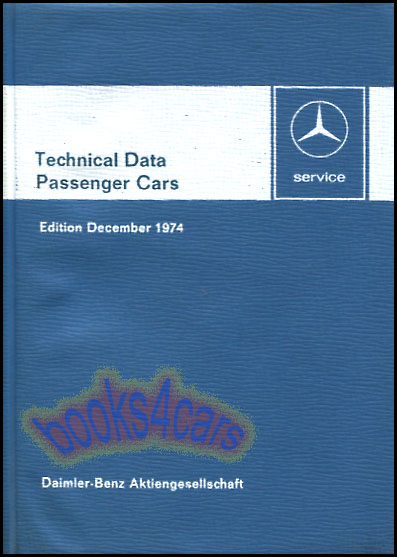 Technical Data
Passenger Cars
service
Edition December 1974
books4cars
Daimler-Benz Aktiengesellschaft